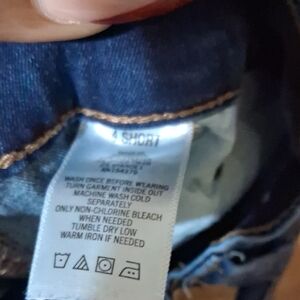 4 SHORT
WASH ONCE BEFORE WEARING
TURN GARMENT INSIDE OUT
MACHINE WASH COLD
SEPARATELY
ONLY NON-CHLORINE BLEACH
WHEN NEEDED
TUMBLE DRY LOW
WARM IRON IF NEEDED